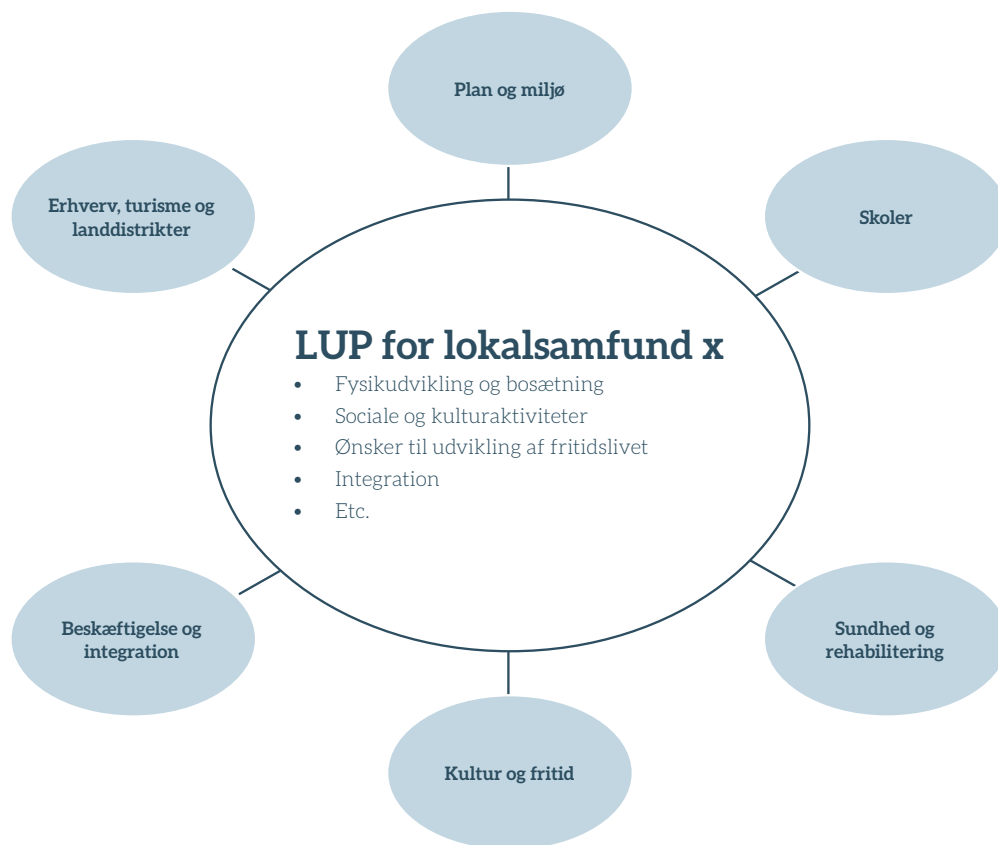 Plan og miljø
Erhverv, turisme og
landdistrikter
Skoler
LUP for lokalsamfund x
• Fysikudvikling og bosætning
• Sociale og kulturaktiviteter
• Ønsker til udvikling af fritidslivet
• Integration
• Etc.
Beskæftigelse og
integration
Sundhed og
rehabilitering
Kultur og fritid